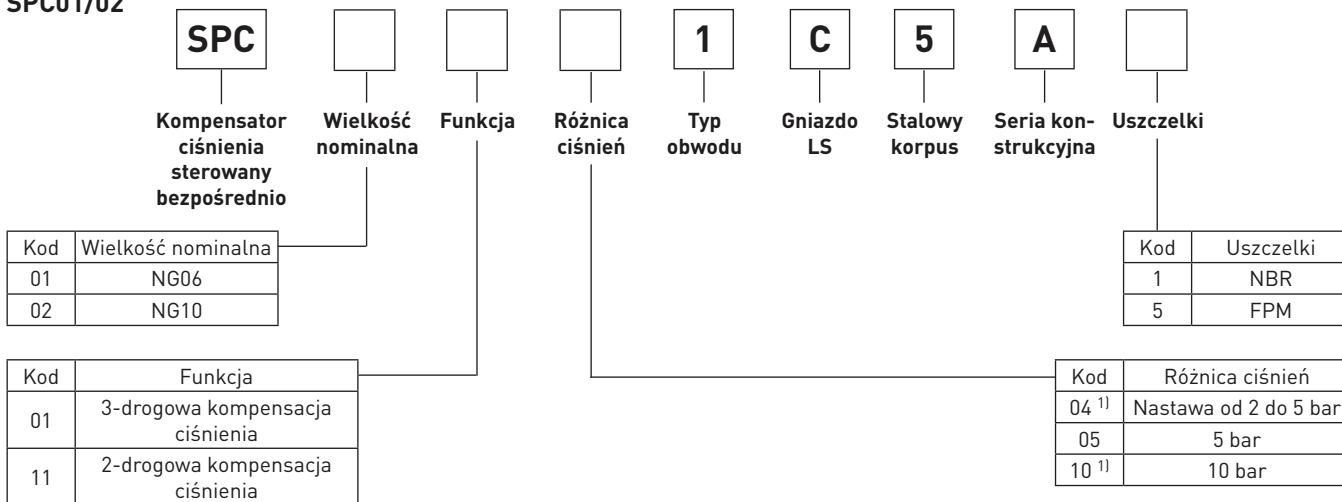 SPC01/02
SPC 1 C 5 A
Kompensator
ciśnienia
sterowany
bezpośrednio
Wielkość
nominalna
Funkcja
Różnica
ciśnień
Typ
obwodu
Gniazdo
LS
Stalowy
korpus
Seria kon-
strukcyjna
Uszczelki
Kod Wielkość nominalna
01 NG06
02 NG10
Kod Uszczelki
1 NBR
5 FPM
Kod Funkcja
01 3-drogowa kompensacja
ciśnienia
11 2-drogowa kompensacja
ciśnienia
Kod Różnica ciśnień
04 1) Nastawa od 2 do 5 bar
05 5 bar
10 1) 10 bar